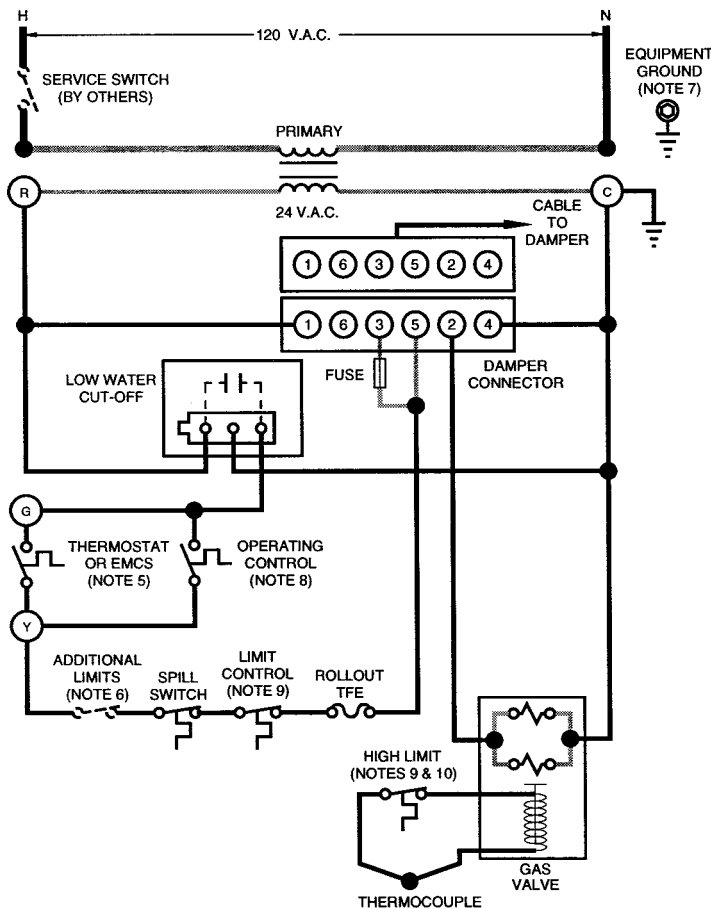 H
N
120 V.A.C.
SERVICE SWITCH
(BY OTHERS)
EQUIPMENT
GROUND
(NOTE 7)
PRIMARY
R
24 V.A.C.
C
CABLE
TO
DAMPER
1 6 3 5 2 4
1 6 3 5 2 4
FUSE
DAMPER
CONNECTOR
LOW WATER
CUT-OFF
G
THERMOSTAT
OR EMCS
(NOTE 5)
OPERATING
CONTROL
(NOTE 8)
Y
ADDITIONAL
LIMITS
(NOTE 6)
SPILL
SWITCH
LIMIT
CONTROL
(NOTE 9)
ROLLOUT
TFE
HIGH LIMIT
(NOTES 9 & 10)
GAS
VALVE
THERMOCOUPLE